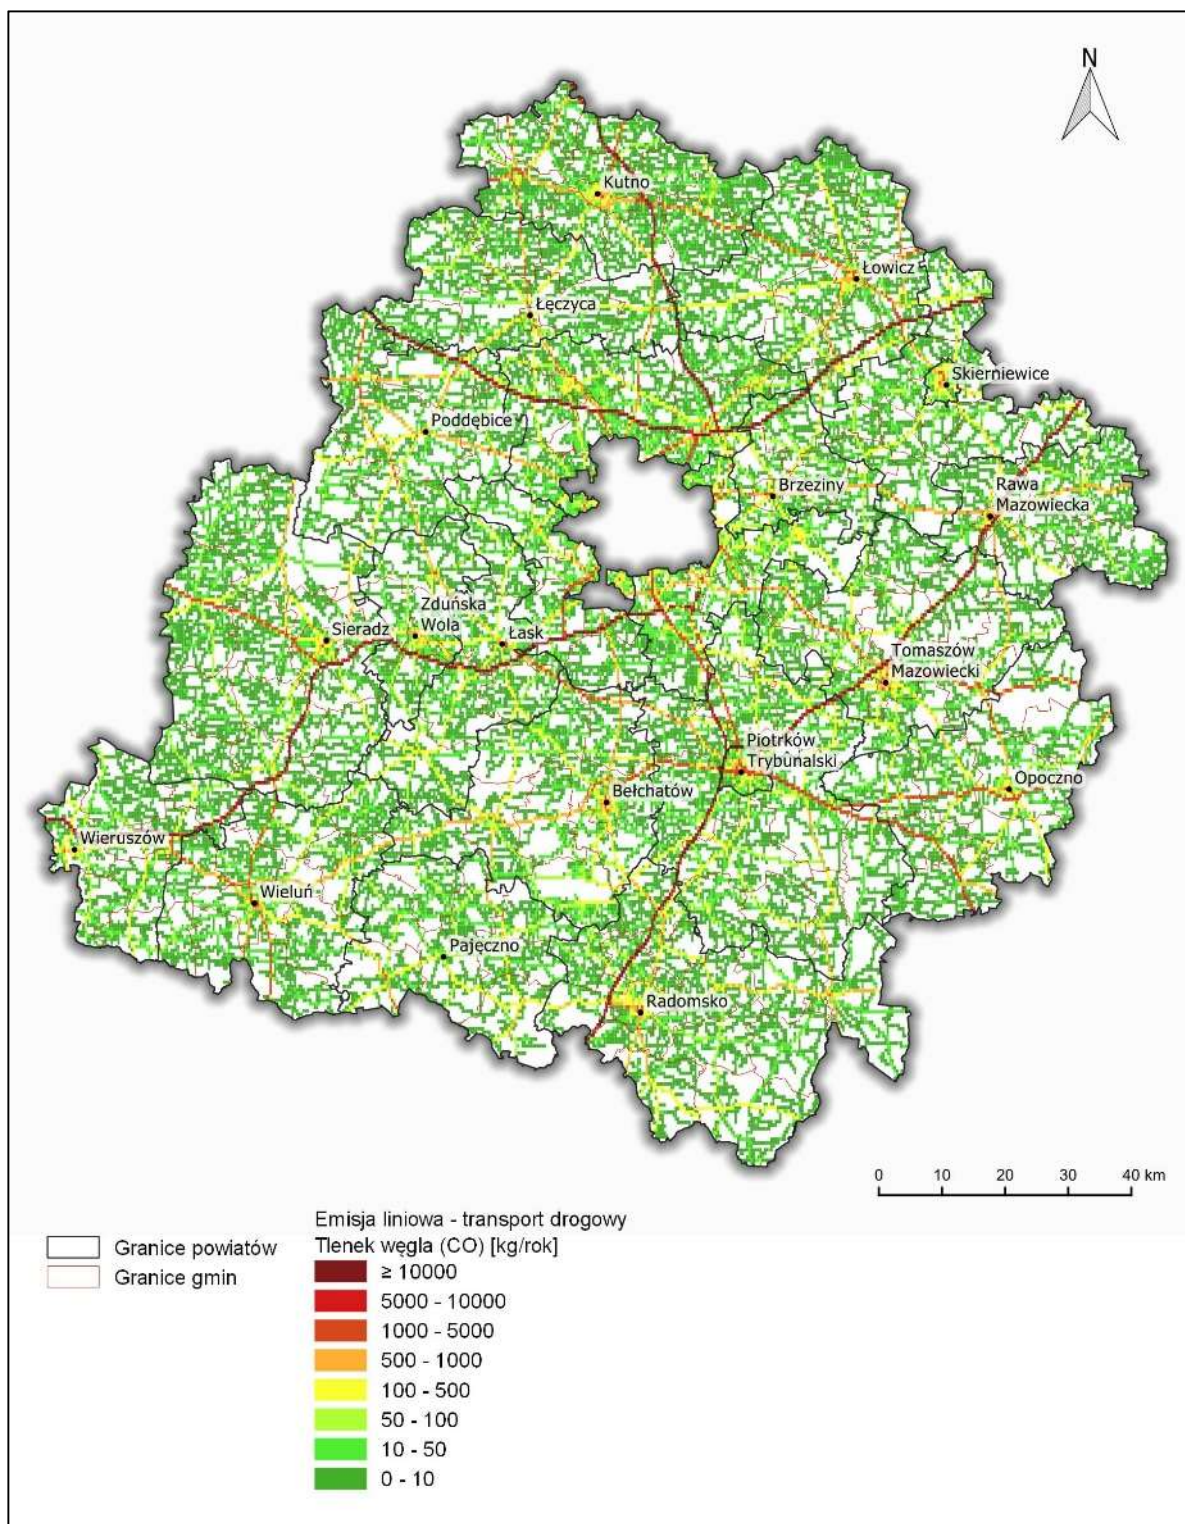 N
Kutno
Łowicz
Łęczyca
Skierniewice
Poddębice
Brzeziny
Rawa
Mazowiecka
Zduńska
Wola
Sieradz
Łask
Tomaszów
Mazowiecki
Piotrków
Trybunalski
Opoczno
Bełchatów
Wieruszów
Wieluń
Pajęczno
Radomsko
0 10 20 30 40 km
Emisja liniowa - transport drogowy
Tlenek węgla (CO) [kg/rok]
Granice powiatów
Granice gmin
≥ 10000
5000 - 10000
1000 - 5000
500 - 1000
100 - 500
50 - 100
10 - 50
0 - 10